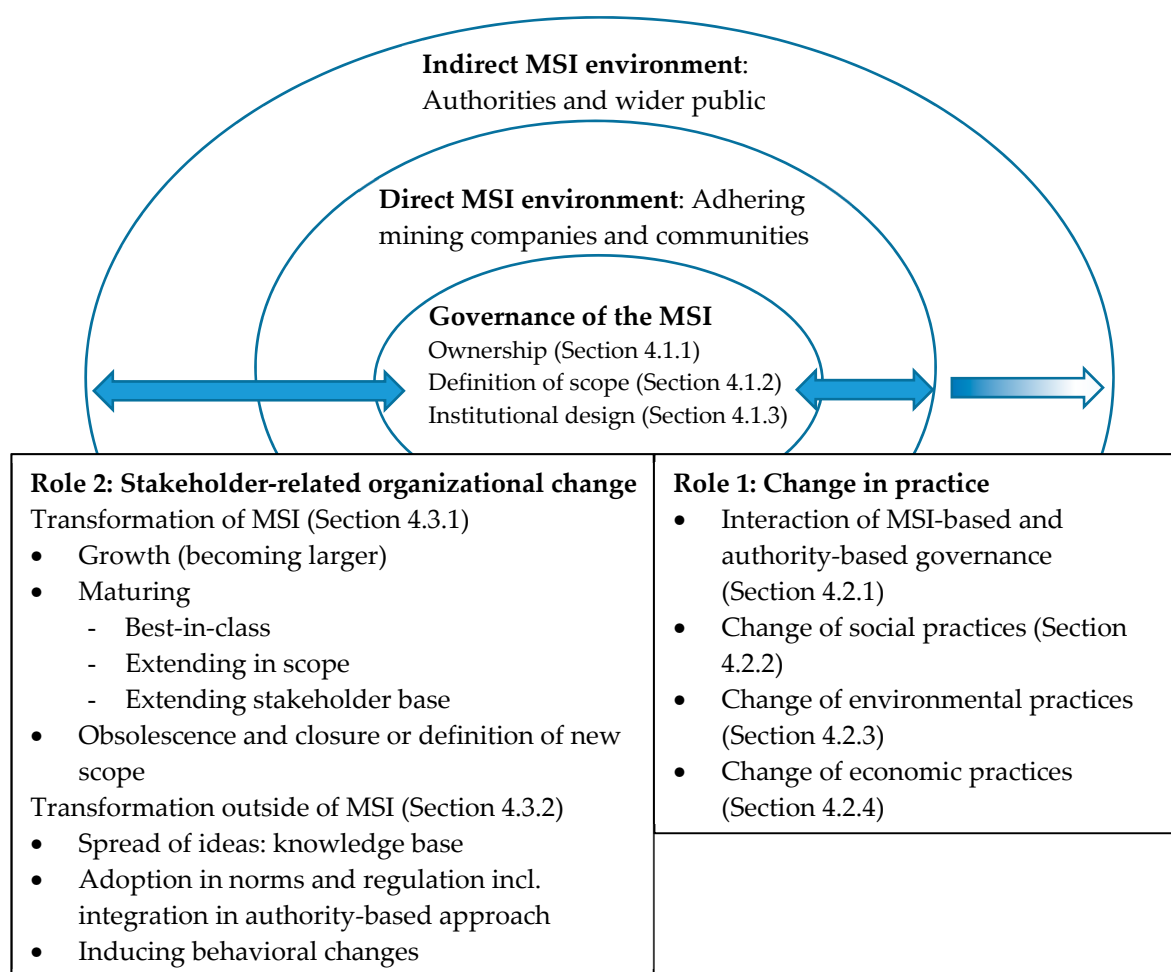 Indirect MSI environment:
Authorities and wider public
Direct MSI environment: Adhering
mining companies and communities
Governance of the MSI
Ownership (Section 4.1.1)
Definition of scope (Section 4.1.2)
Institutional design (Section 4.1.3)
Role 2: Stakeholder-related organizational change
Transformation of MSI (Section 4.3.1)
• Growth (becoming larger)
• Maturing
- Best-in-class
- Extending in scope
- Extending stakeholder base
• Obsolescence and closure or definition of new
scope
Transformation outside of MSI (Section 4.3.2)
• Spread of ideas: knowledge base
• Adoption in norms and regulation incl.
integration in authority-based approach
• Inducing behavioral changes
Role 1: Change in practice
• Interaction of MSI-based and
authority-based governance
(Section 4.2.1)
• Change of social practices (Section
4.2.2)
• Change of environmental practices
(Section 4.2.3)
• Change of economic practices
(Section 4.2.4)